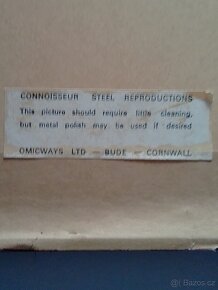 CONNOISSEUR STEEL REPRODUCTIONS
This picture should require little cleaning,
but metal polish may be used if desired
OMICWAYS LTD - BUDE - CORNWALL
bazos.cz